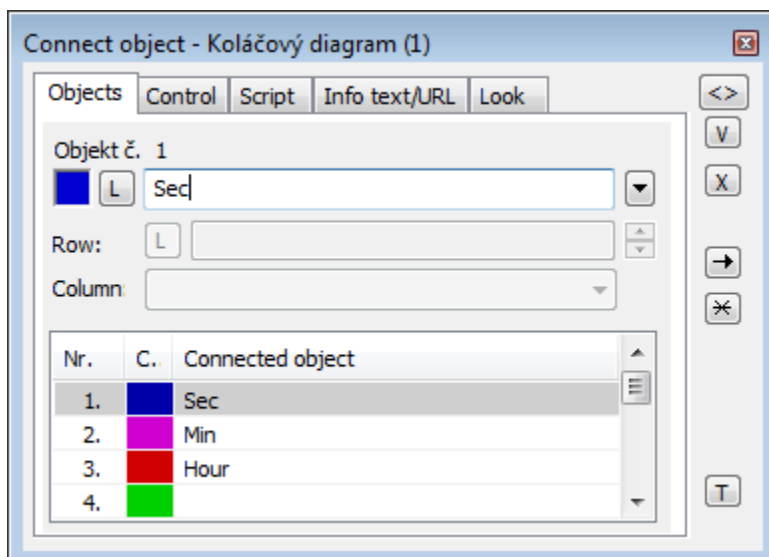 Connect object - Koláčový diagram (1)
Objects Control Script Info text/URL Look
<>
V
Objekt č. 1
L Sec
X
Row: L
Column:
Nr. C.. Connected object
1. Sec
2. Min
3. Hour
4.
T